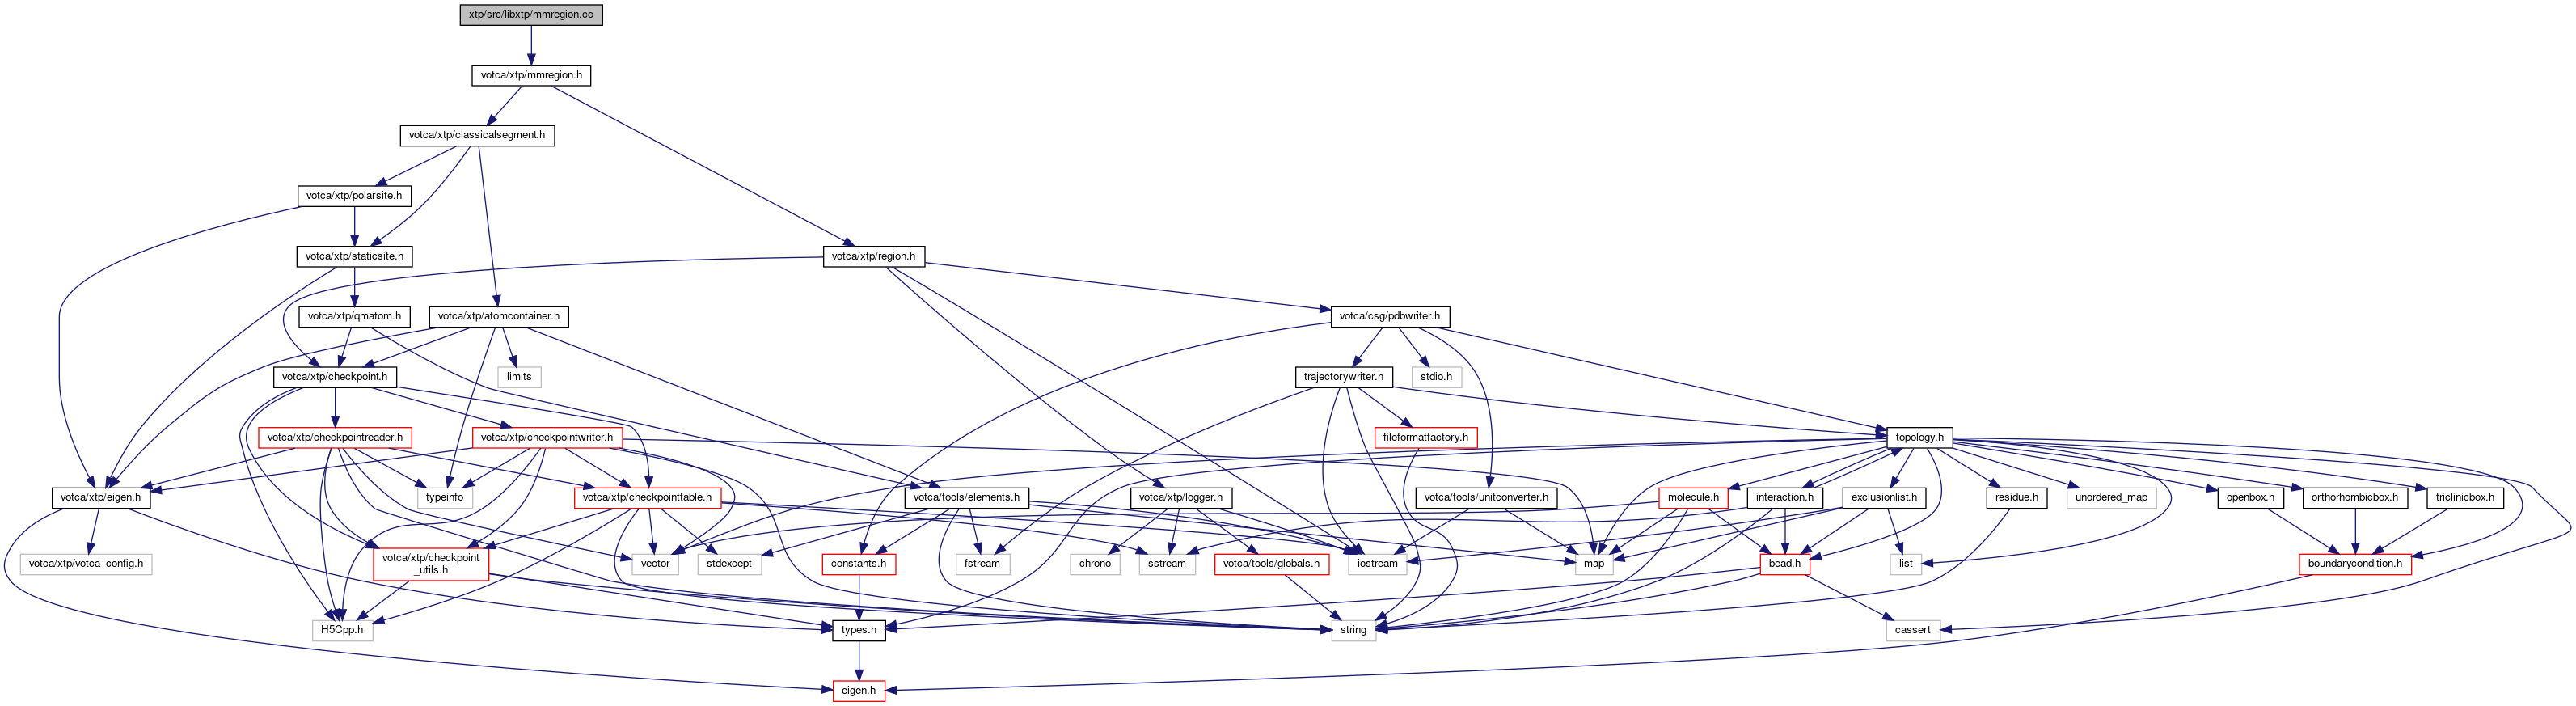 xtp/src/libxtp/mmregion.cc
votca/xtp/mmregion.h
votca/xtp/classicalsegment.h
votca/xtp/polarsite.h
votca/xtp/staticsite.h
votca/xtp/region.h
votca/xtp/qmatom.h
votca/xtp/atomcontainer.h
votca/csg/pdbwriter.h
votca/xtp/checkpoint.h
limits
trajectorywriter.h
stdio.h
votca/xtp/checkpointreader.h
votca/xtp/checkpointwriter.h
fileformatfactory.h
topology.h
votca/xtp/eigen.h
typeinfo
votca/xtp/checkpointtable.h
votca/tools/elements.h
votca/xtp/logger.h
votca/tools/unitconverter.h
molecule.h
interaction.h
exclusionlist.h
residue.h
unordered_map
openbox.h
orthorhombicbox.h
triclinicbox.h
votca/xtp/votca_config.h
votca/xtp/checkpoint
_utils.h
vector
stdexcept
constants.h
fstream
chrono
sstream
votca/tools/globals.h
iostream
map
bead.h
list
boundarycondition.h
H5Cpp.h
types.h
string
cassert
eigen.h